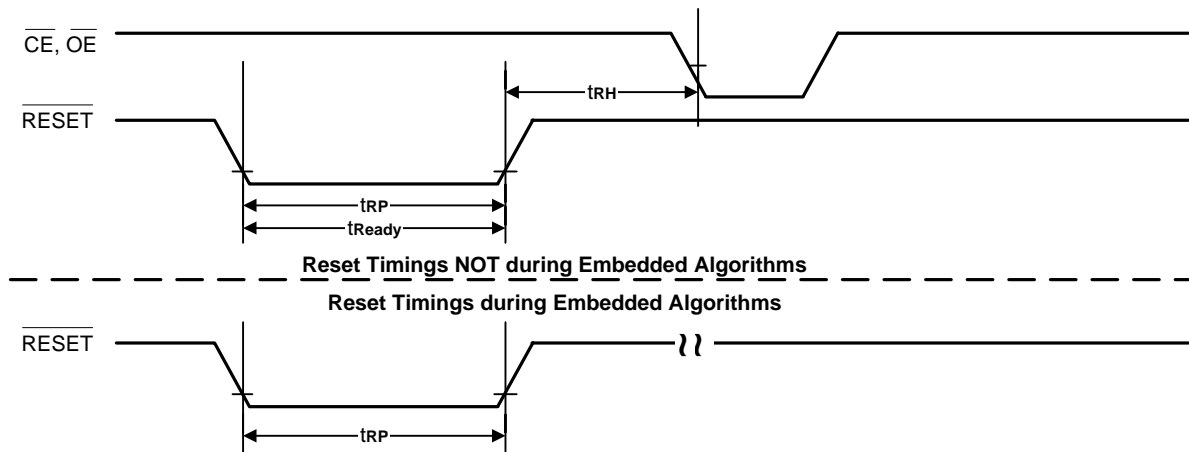 CE, OE
tRH
RESET
tRP
tReady
Reset Timings NOT during Embedded Algorithms
Reset Timings during Embedded Algorithms
RESET
tRP